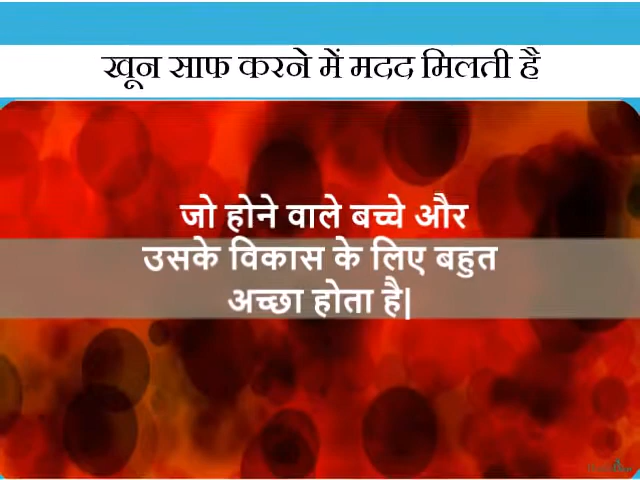 खून साफ करने में मदद मिलती है
जो होने वाले बच्चे और
उसके विकास के लिए बहुत
अच्छा होता है|